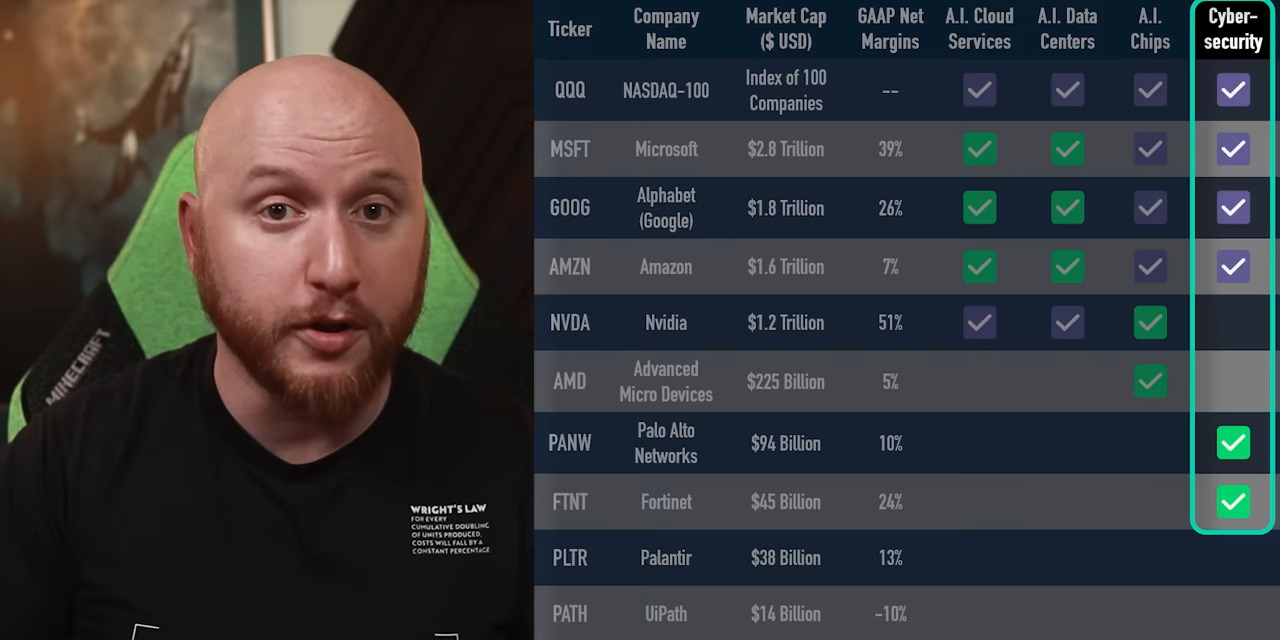 MINECRAFT
WRIGHT'S LAW
FOR EVERY
CUMULATIVE DOUBLING
OF UNITS PRODUCED,
COSTS WILL FALL BY A
CONSTANT PERCENTAGE
Ticker Company Name Market Cap ($ USD) GAAP Net Margins A.I. Cloud Services A.I. Data Centers A.I. Chips Cyber-security
QQQ NASDAQ-100 Index of 100 Companies --
MSFT Microsoft $2.8 Trillion 39%
GOOG Alphabet (Google) $1.8 Trillion 26%
AMZN Amazon $1.6 Trillion 7%
NVDA Nvidia $1.2 Trillion 51%
AMD Advanced Micro Devices $225 Billion 5%
PANW Palo Alto Networks $94 Billion 10%
FTNT Fortinet $45 Billion 24%
PLTR Palantir $38 Billion 13%
PATH UiPath $14 Billion -10%